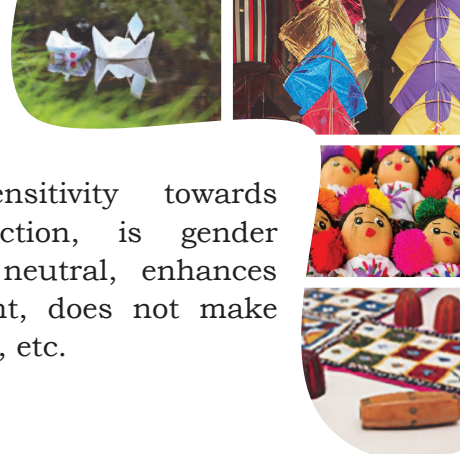 ensitivity towards
ction, is gender
neutral, enhances
nt, does not make
, etc.